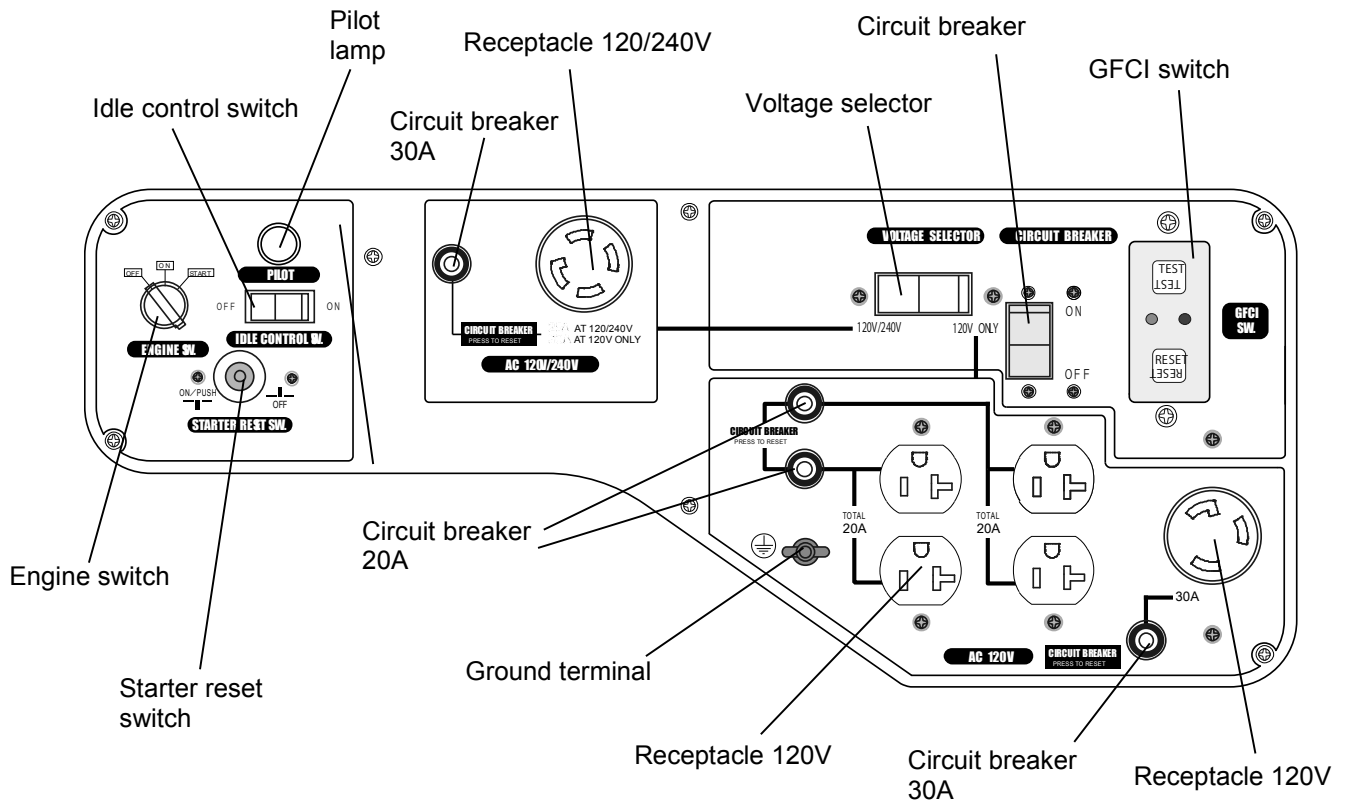 Pilot
lamp
Receptacle 120/240V
Circuit breaker
GFCI switch
Idle control switch
Circuit breaker
30A
Voltage selector
VOLTAGE SELECTOR
CIRCUIT BREAKER
OFF
ON
START
PILOT
OFF
ON
ENGINE SW.
IDLE CONTROL W.
ON/PUSH
OFF
STARTER REST SW.
CIRCUIT BREAKER
PRESS TO RESET
AT 120/240V
AT 120V ONLY
AC 120V/240V
120V/240V
120V ONLY
ON
OFF
TEST
TEST
RESET
RESET
GFCI
SW.
CIRCUIT BREAKER
PRESS TO RESET
TOTAL
20A
TOTAL
20A
30A
AC 120V
CIRCUIT BREAKER
PRESS TO RESET
Circuit breaker
20A
Engine switch
Ground terminal
Starter reset
switch
Receptacle 120V
Circuit breaker
30A
Receptacle 120V